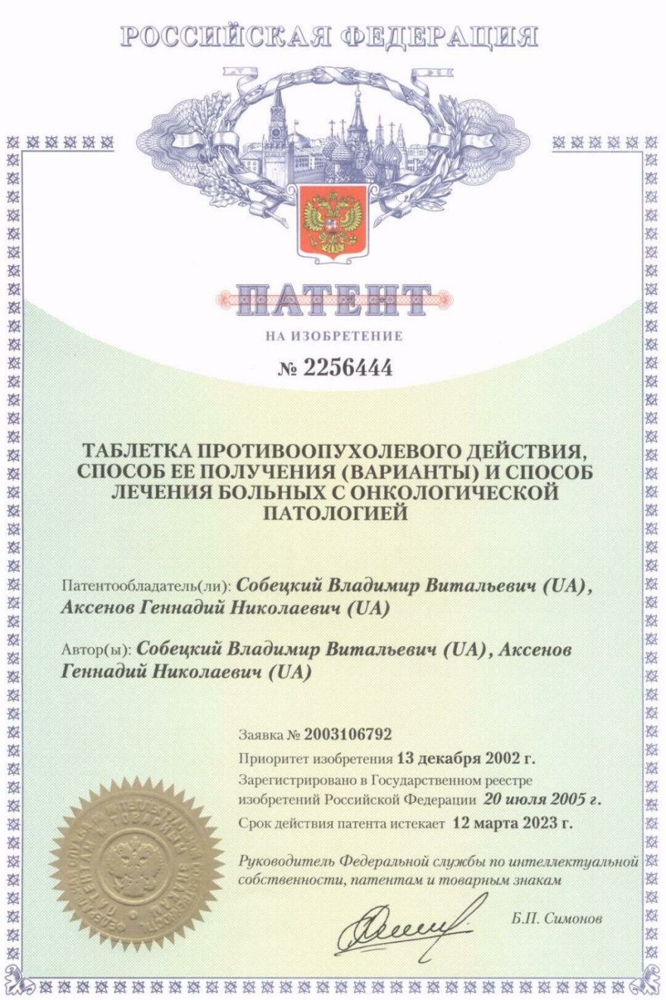 РОССИЙСКАЯ ФЕДЕРАЦИЯ
ПАТЕНТ
НА ИЗОБРЕТЕНИЕ
№ 2256444
ТАБЛЕТКА ПРОТИВООПУХОЛЕВОГО ДЕЙСТВИЯ,
СПОСОБ ЕЕ ПОЛУЧЕНИЯ (ВАРИАНТЫ) И СПОСОБ
ЛЕЧЕНИЯ БОЛЬНЫХ С ОНКОЛОГИЧЕСКОЙ
ПАТОЛОГИЕЙ
Патентообладатель(ли): Собецкий Владимир Витальевич (UA),
Аксенов Геннадий Николаевич (UA)
Автор(ы): Собецкий Владимир Витальевич (UA), Аксенов
Геннадий Николаевич (UA)
Заявка № 2003106792
Приоритет изобретения 13 декабря 2002 г.
Зарегистрировано в Государственном реестре
изобретений Российской Федерации 20 июля 2005 г.
Срок действия патента истекает 12 марта 2023 г.
Руководитель Федеральной службы по интеллектуальной
собственности, патентам и товарным знакам
Б.П. Симонов